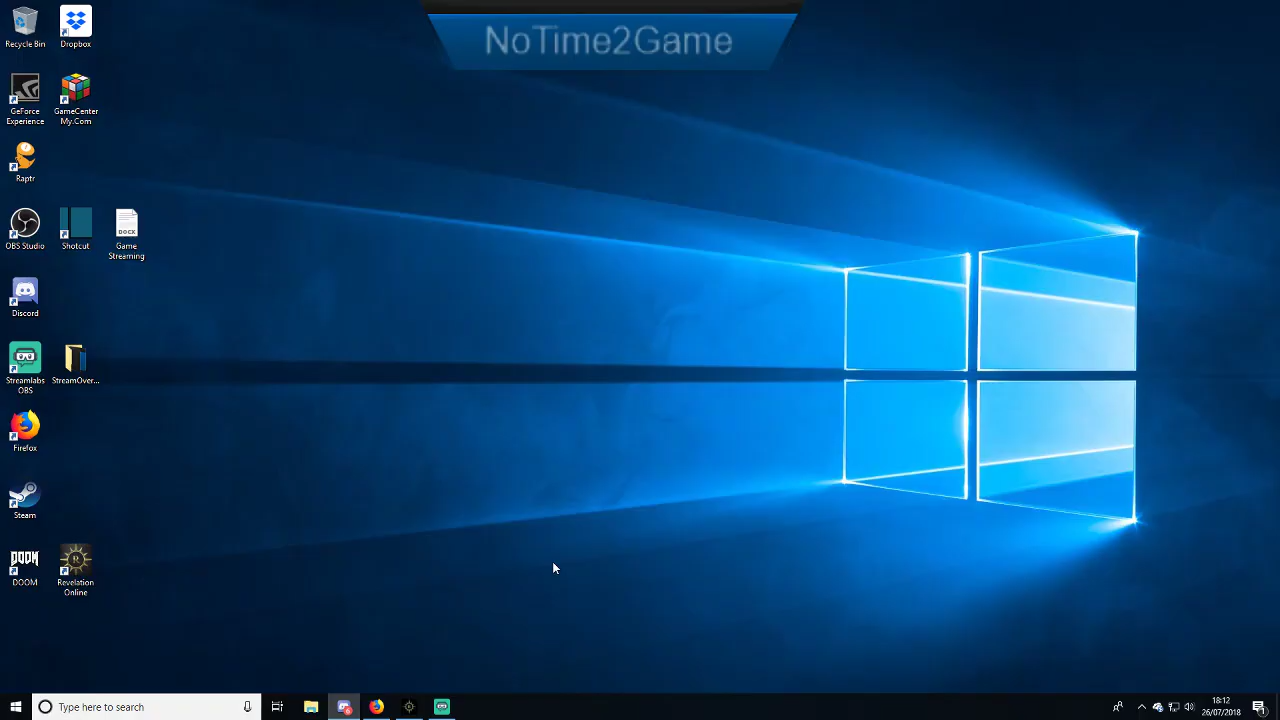 NoTime2Game
Recycle Bin
Dropbox
GeForce
Experience
GameCenter
My.Com
Raptr
OBS Studio
Shotcut
Game
Streaming
DOCX
Discord
Streamlabs
OBS
StreamOver...
Firefox
Steam
DOOM
DOOM
Revelation
Online
Type here to search
18:12
26/07/2018